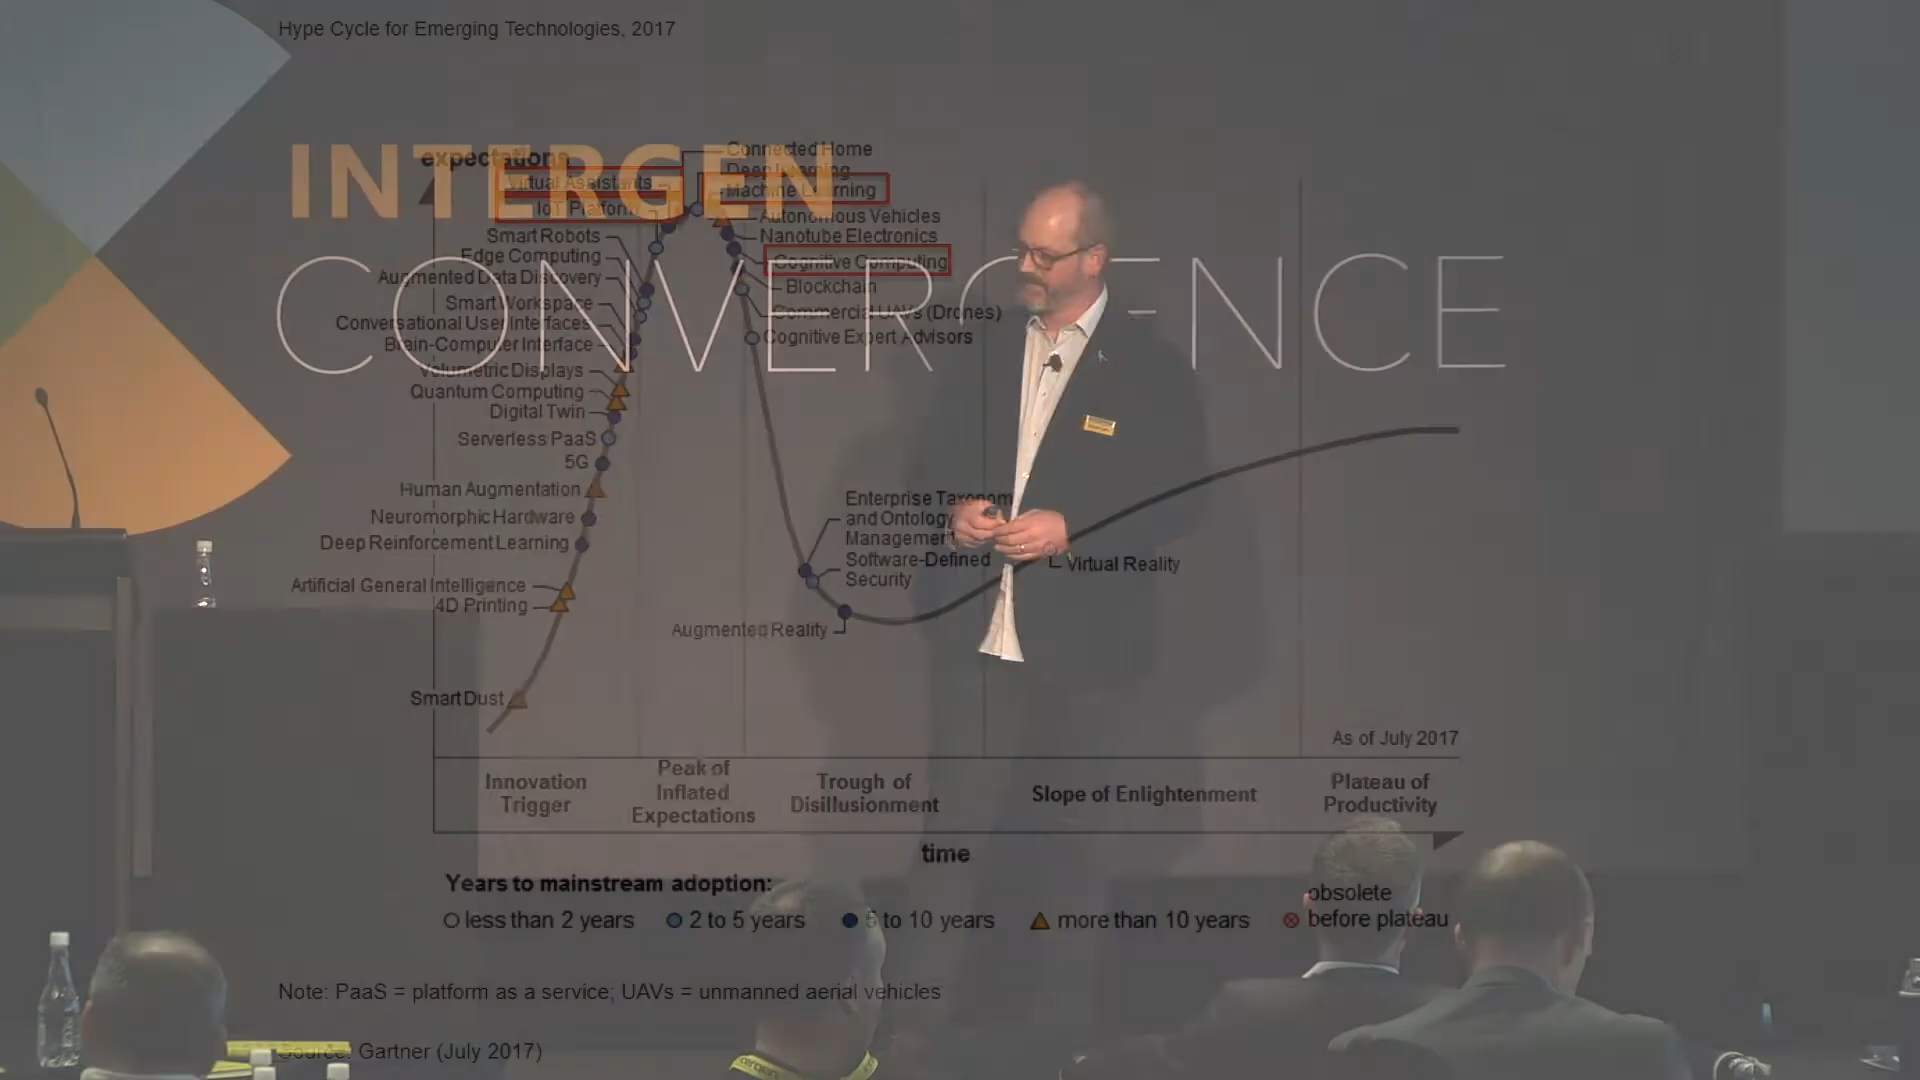 Hype Cycle for Emerging Technologies, 2017
INTERGEN
CONVERGENCE
expectations
Connected Home
Virtual Assistants
Deep Learning
Machine Learning
IoT Platform
Autonomous Vehicles
Smart Robots
Nanotube Electronics
Edge Computing
Cognitive Computing
Augmented Data Discovery
Blockchain
Smart Workspace
Commercial UAVs (Drones)
Conversational User Interfaces
Cognitive Expert Advisors
Brain-Computer Interface
Volumetric Displays
Quantum Computing
Digital Twin
Serverless PaaS
5G
Human Augmentation
Enterprise Taxonom
and Ontology
Neuromorphic Hardware
Management
Deep Reinforcement Learning
Software-Defined
Security
Virtual Reality
Artificial General Intelligence
4D Printing
Augmented Reality
Smart Dust
As of July 2017
Innovation
Trigger
Peak of
Inflated
Expectations
Trough of
Disillusionment
Slope of Enlightenment
Plateau of
Productivity
time
Years to mainstream adoption:
less than 2 years
2 to 5 years
5 to 10 years
more than 10 years
obsolete
before plateau
Note: PaaS = platform as a service; UAVs = unmanned aerial vehicles
Source: Gartner (July 2017)